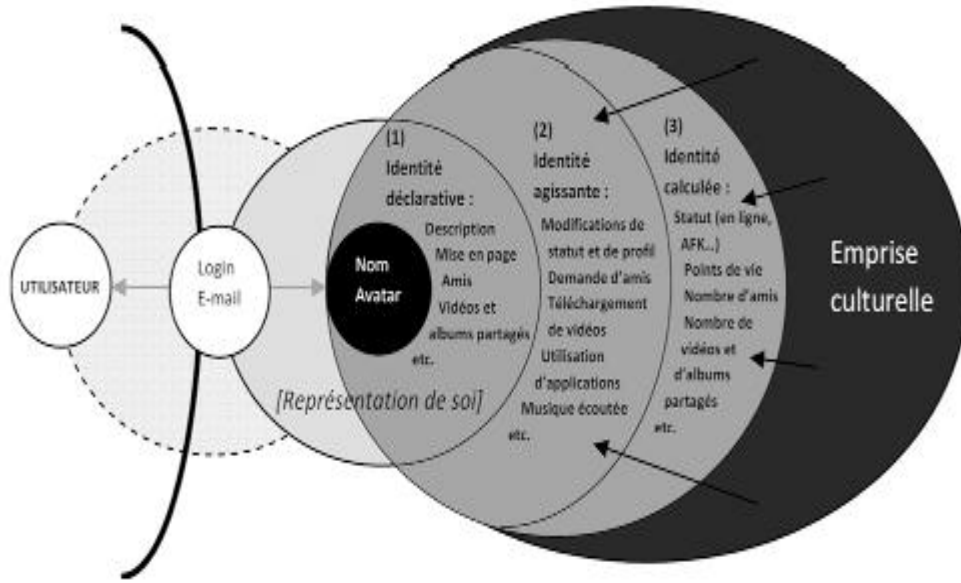 UTILISATEUR
Login
E-mail
Nom
Avatar
(1)
Identité
déclarative :
Description
Mise en page
Amis
Vidéos et
albums partagés
etc.
[Représentation de soi]
(2)
Identité
agissante :
Modifications de
statut et de profil
Demande d'amis
Téléchargement
de vidéos
Utilisation
d'applications
Musique écoutée
etc.
(3)
Identité
calculée :
Statut (en ligne,
AFK...)
Points de vie
Nombre d'amis
Nombre de
vidéos et
d'albums
partagés
etc.
Emprise
culturelle